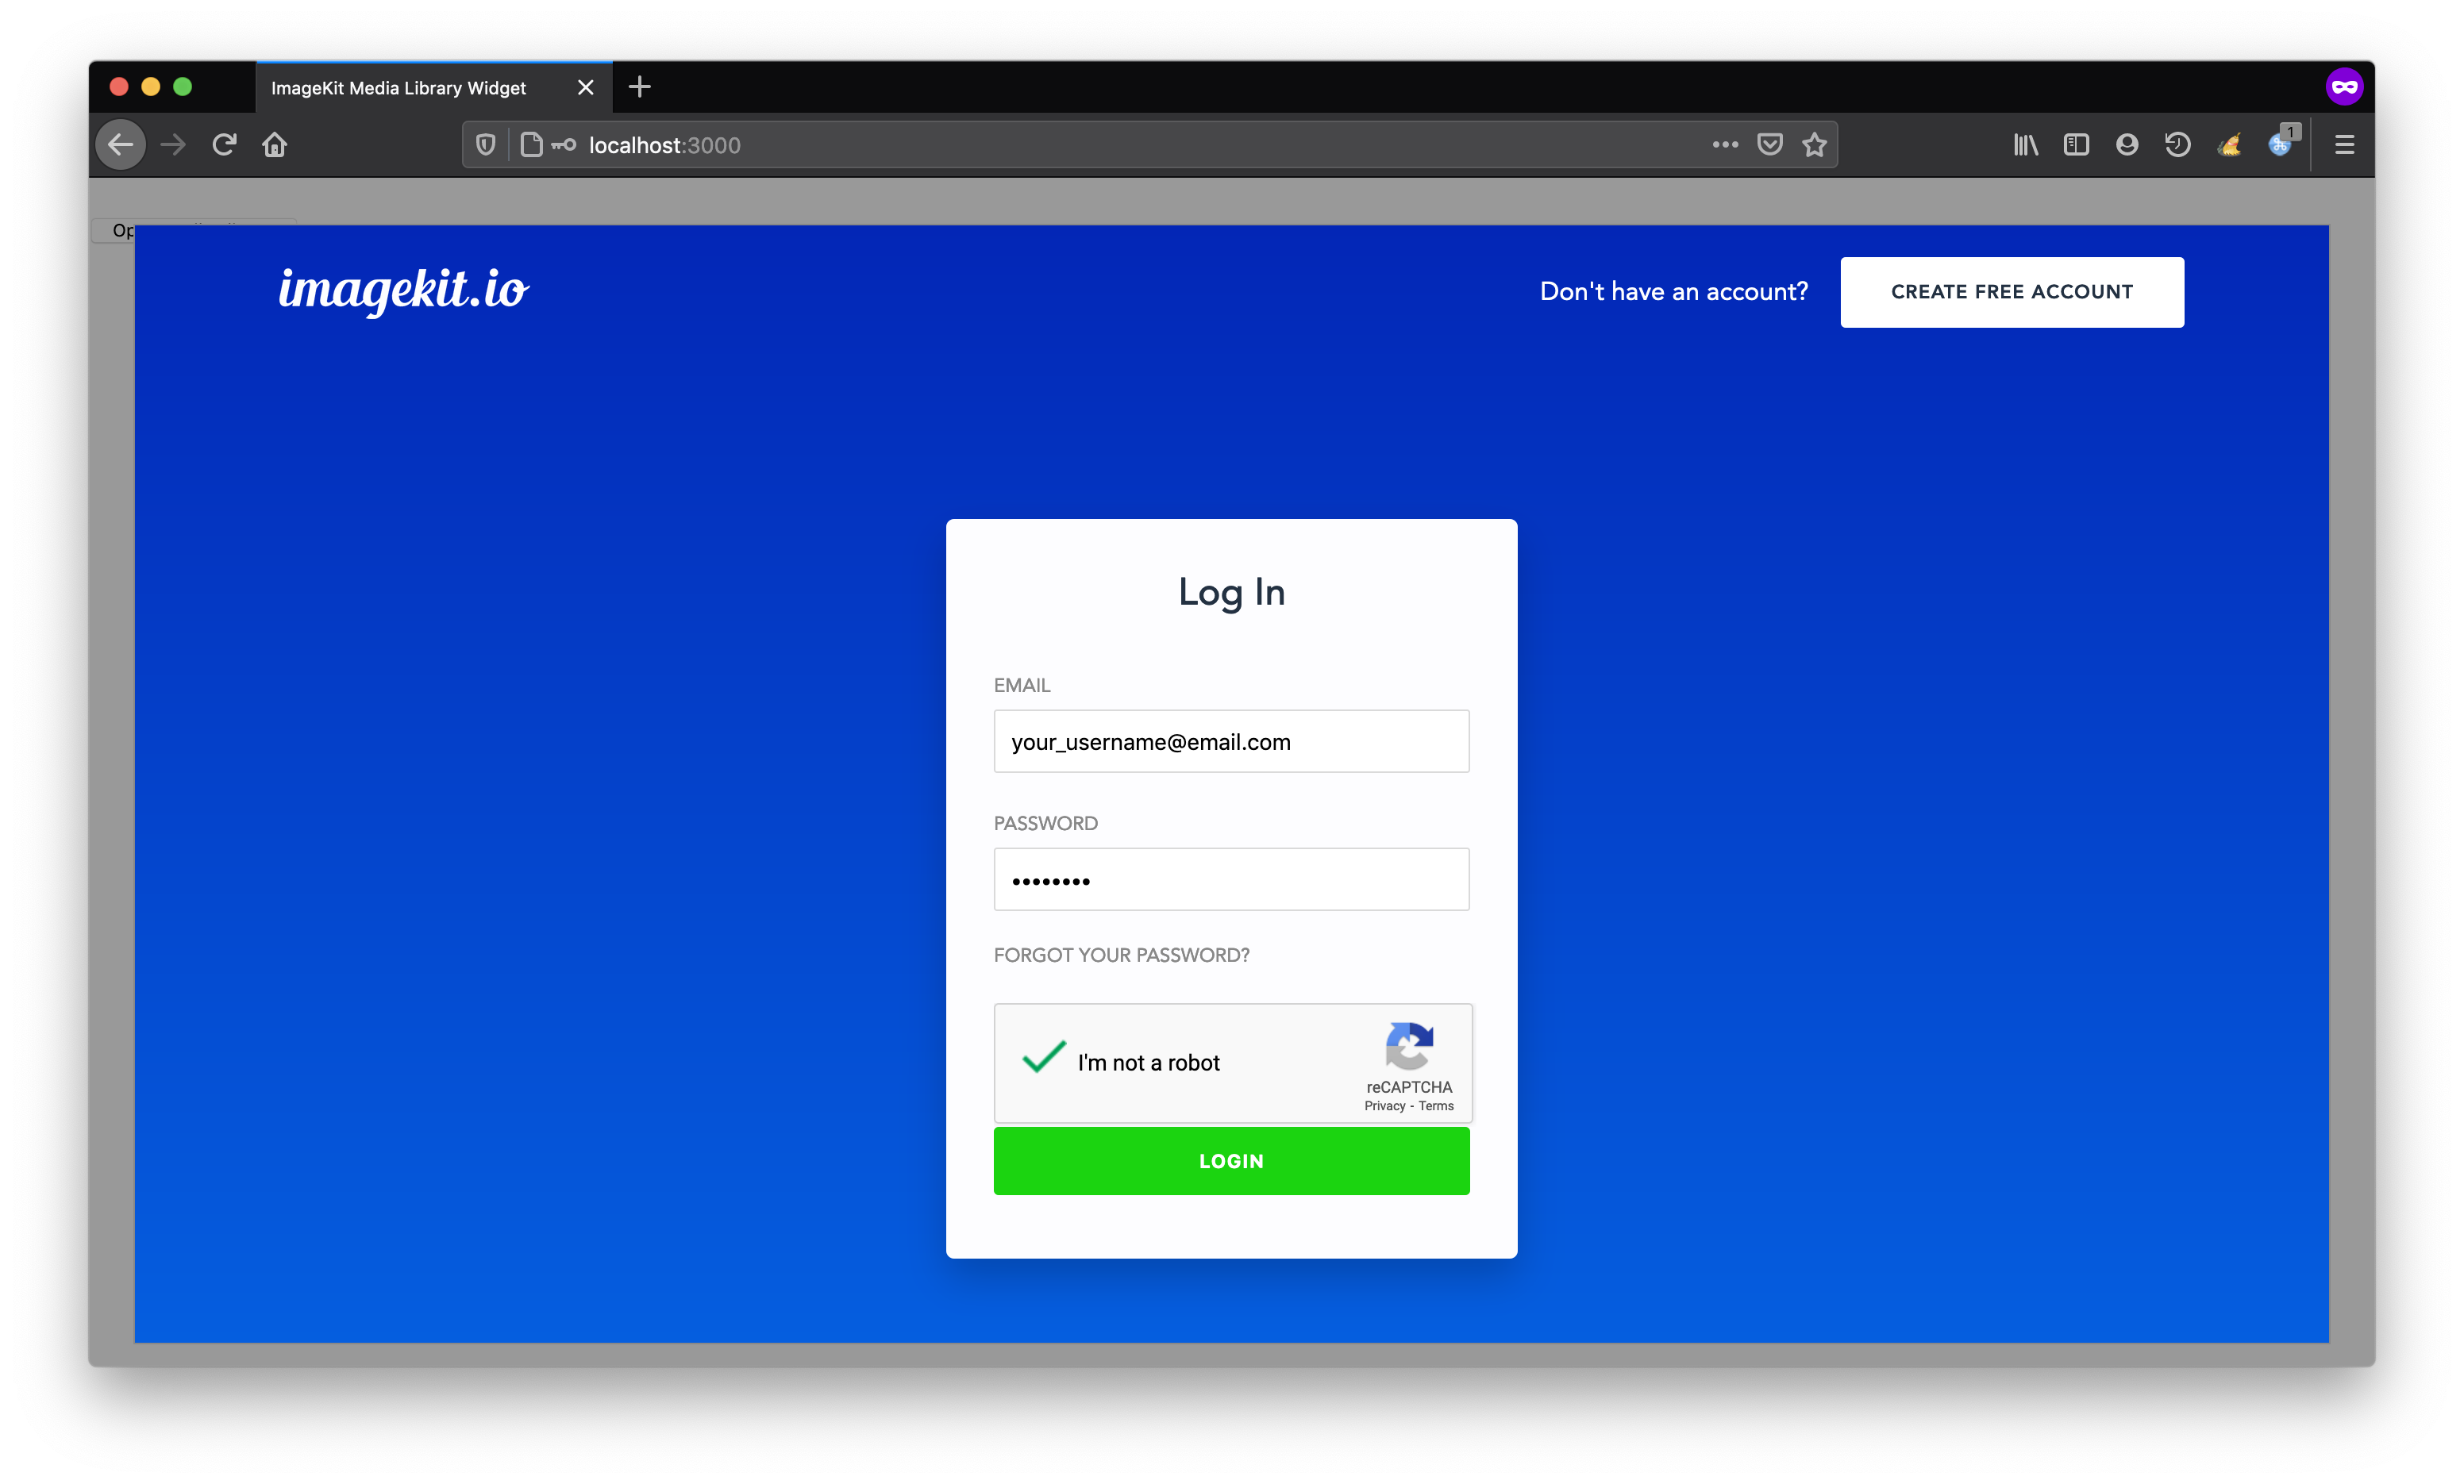 ImageKit Media Library Widget
localhost:3000
1
Op
imagekit.io
Don't have an account?
CREATE FREE ACCOUNT
Log In
EMAIL
your_username@email.com
PASSWORD
••••••••
FORGOT YOUR PASSWORD?
I'm not a robot
reCAPTCHA
Privacy - Terms
LOGIN